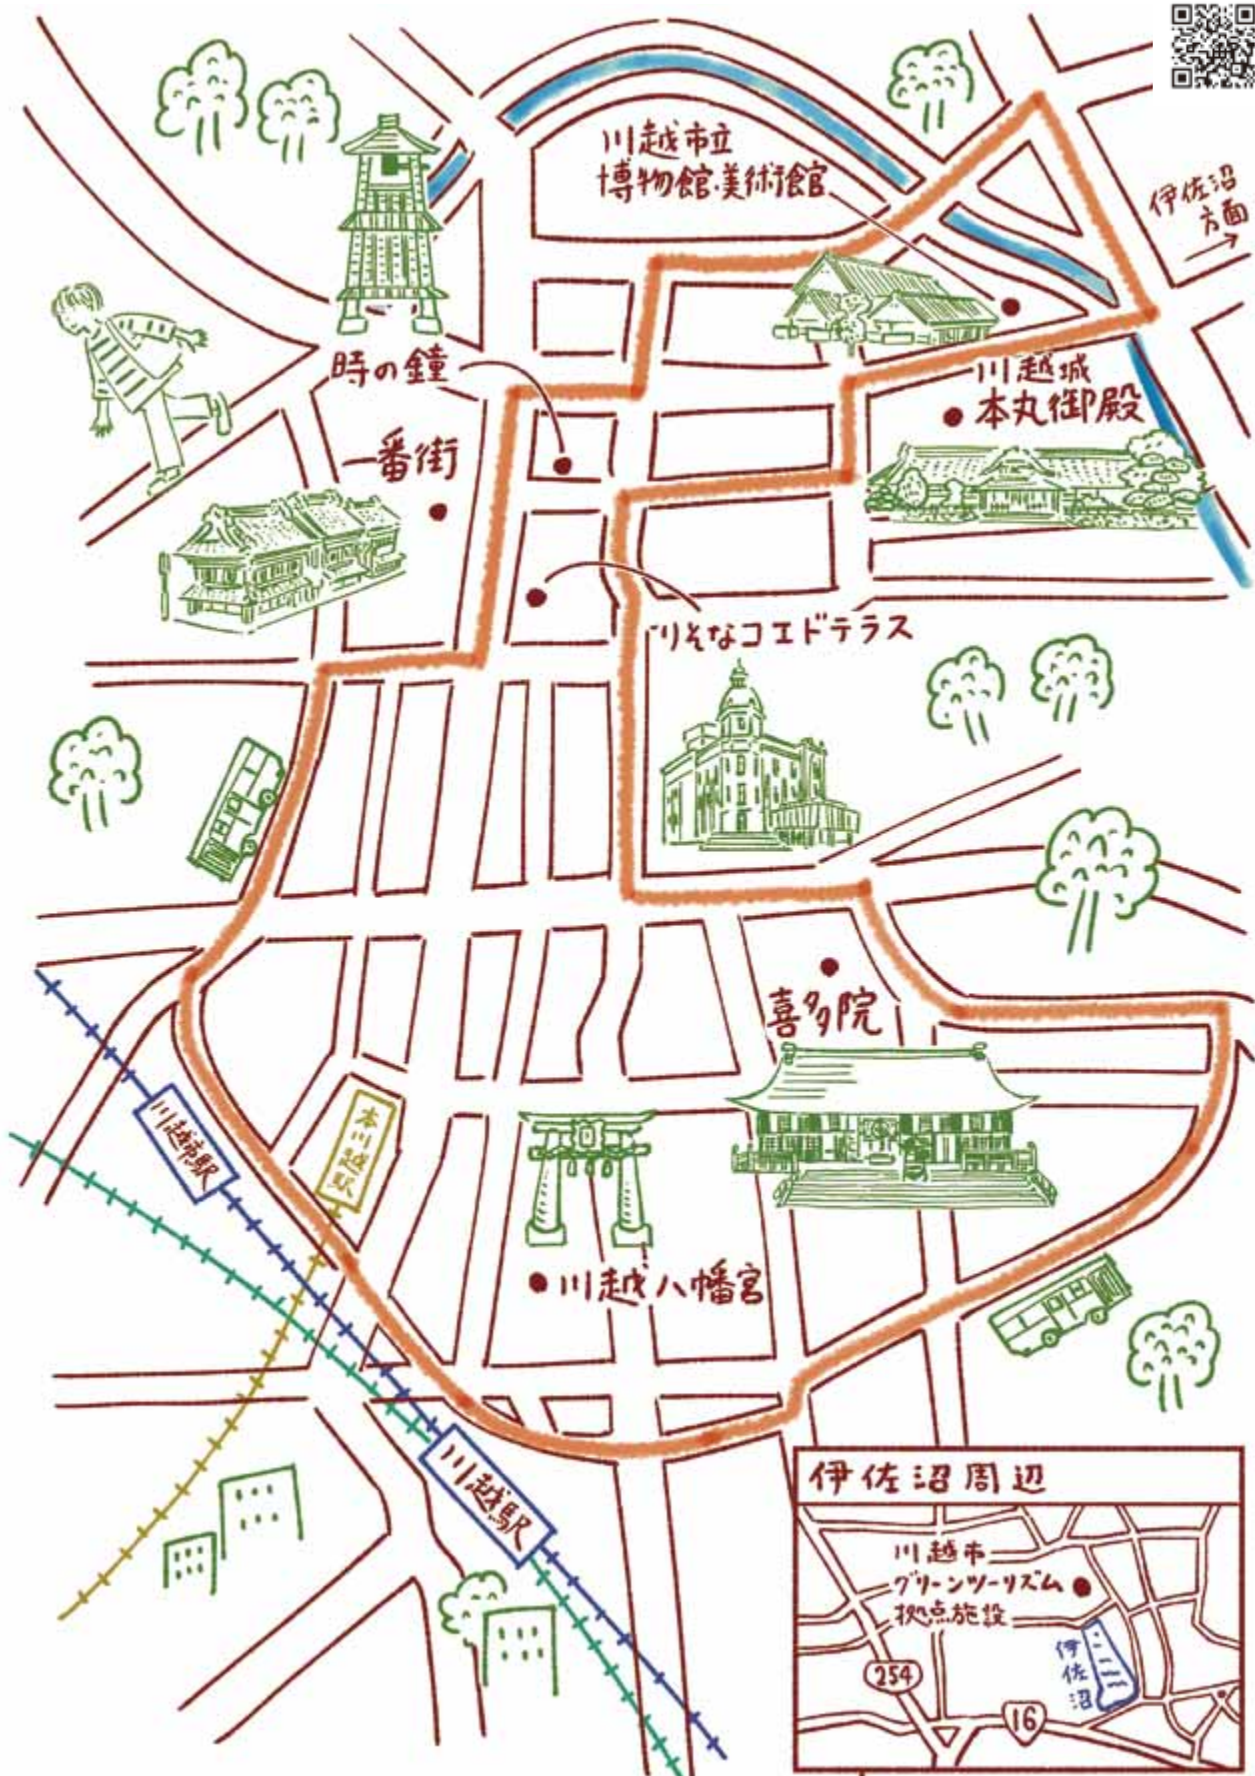 川越市立
博物館・美術館
伊佐沼
方面
時の鐘
川越城
本丸御殿
一番街
りそなコエドテラス
喜多院
川越市駅
本川越駅
川越八幡宮
川越駅
伊佐沼周辺
川越市
グリーンツーリズム
拠点施設
伊佐沼
254
16